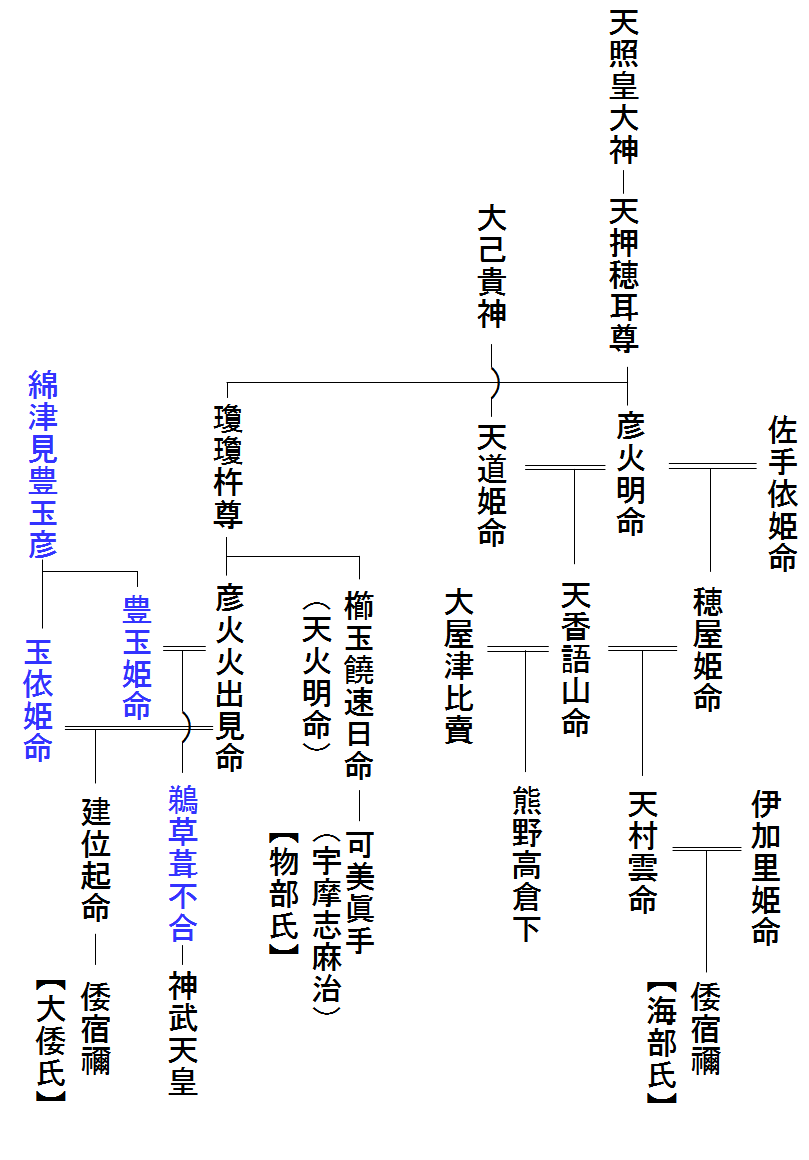 天照皇大神
天押穂耳尊
大己貴神
佐手依姫命
彦火明命
天道姫命
瓊瓊杵尊
綿津見豊玉彦
穂屋姫命
天香語山命
大屋津比賣
櫛玉饒速日命
（天火明命）
彦火火出見命
豊玉姫命
玉依姫命
伊加里姫命
天村雲命
熊野高倉下
可美眞手
（宇摩志麻治）
【物部氏】
鵜草葺不合
建位起命
倭宿禰
【海部氏】
神武天皇
倭宿禰
【大倭氏】